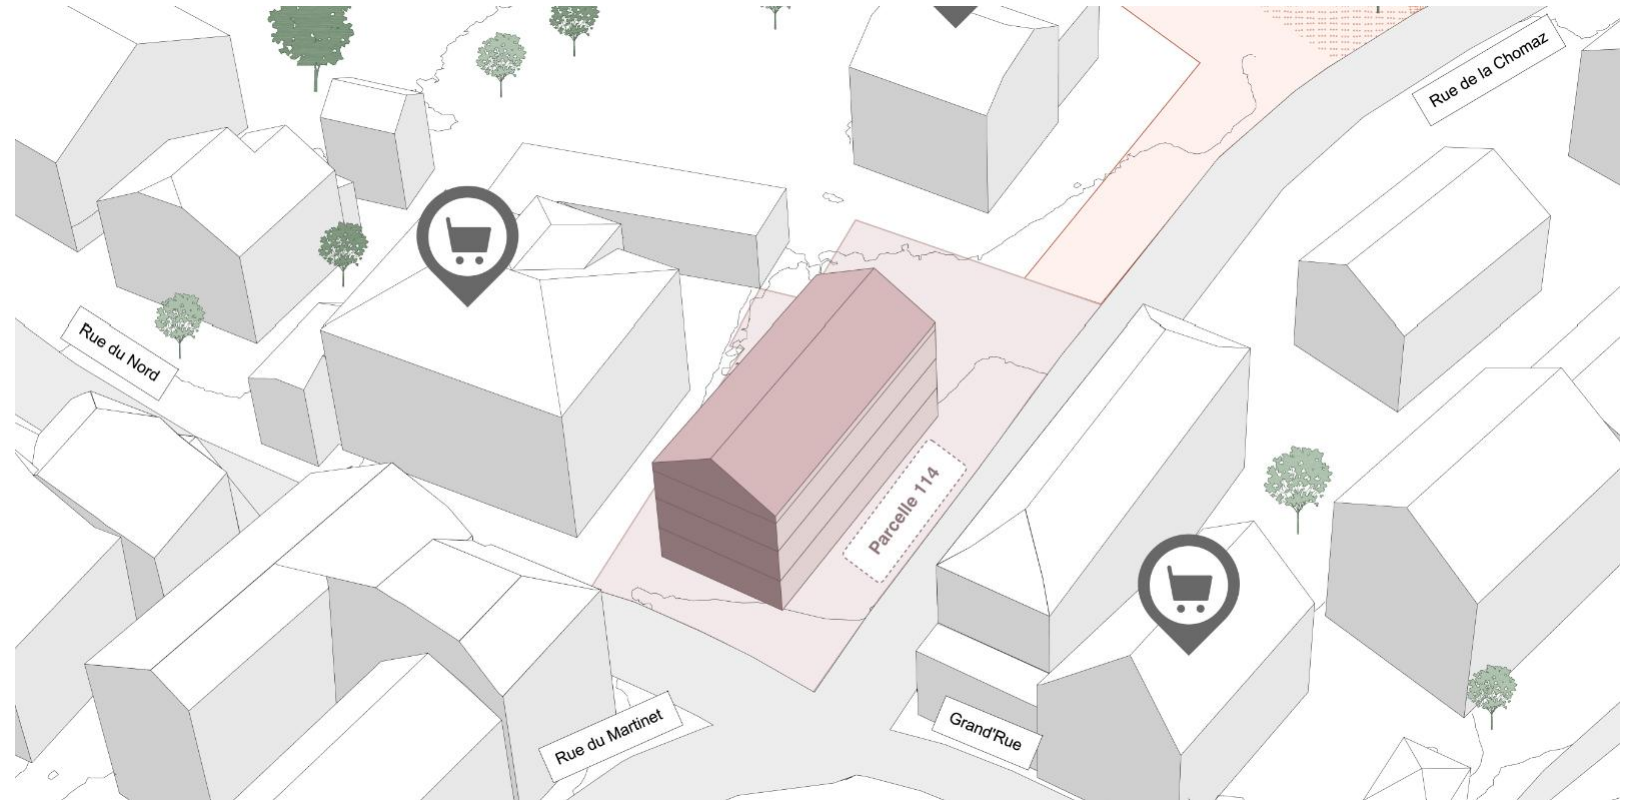 Rue de la Chomaz
Rue du Nord
Parcelle 114
Rue du Martinet
Grand'Rue